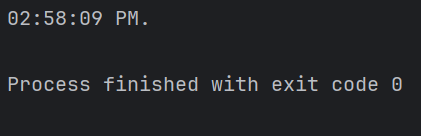 02:58:09 PM.
Process finished with exit code 0